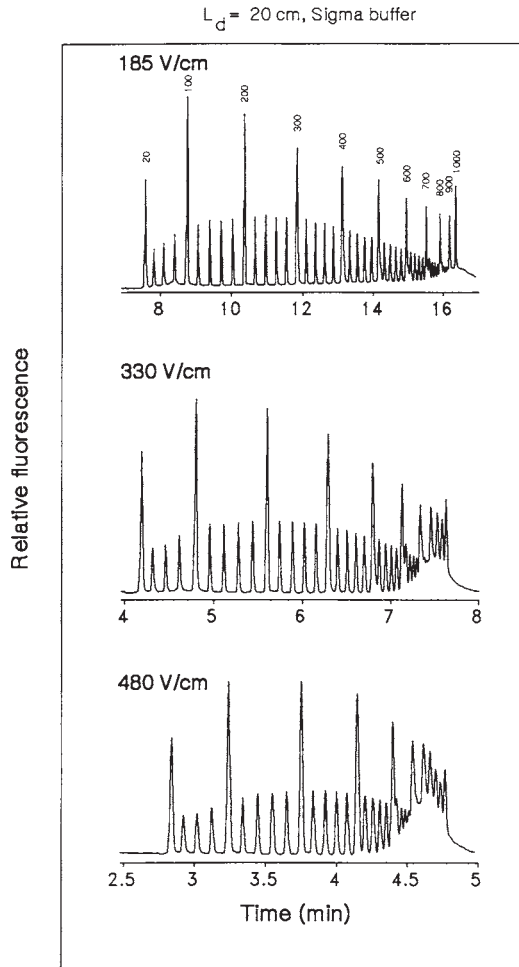 L_d = 20 cm, Sigma buffer
185 V/cm
20 100 200 300 400 500 600 700 800 900 1000
8 10 12 14 16
330 V/cm
4 5 6 7 8
480 V/cm
2.5 3 3.5 4 4.5 5
Time (min)
Relative fluorescence